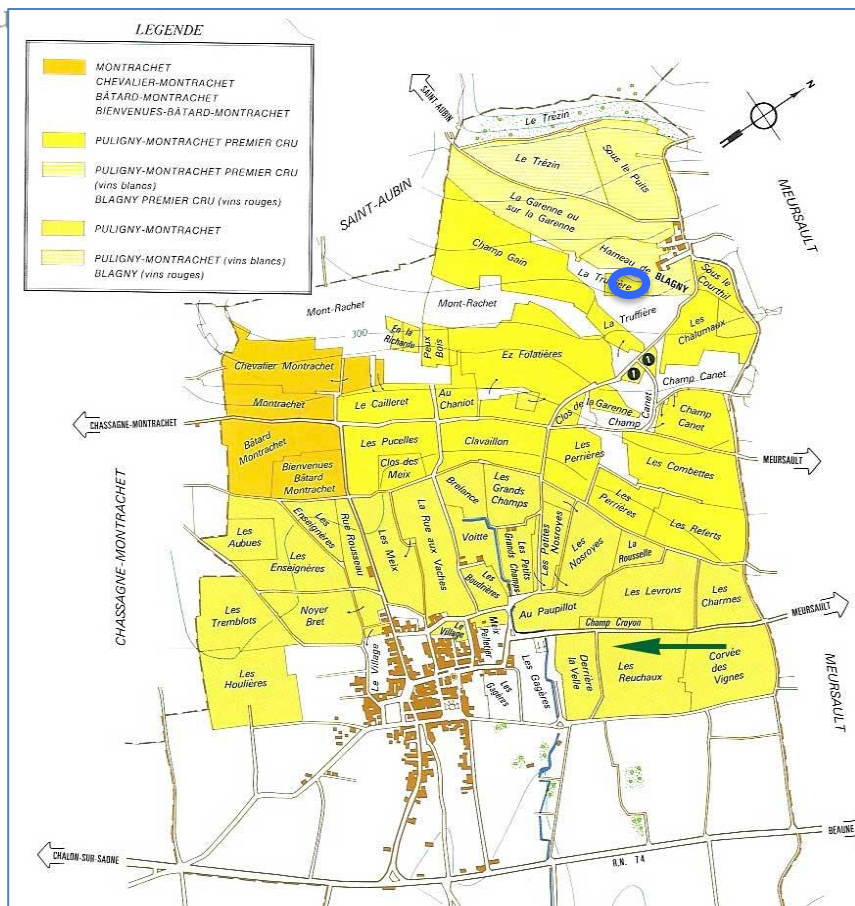 LEGENDE
MONTRACHET
CHEVALIER-MONTRACHET
BÂTARD-MONTRACHET
BIENVENUES-BÂTARD-MONTRACHET
PULIGNY-MONTRACHET PREMIER CRU
PULIGNY-MONTRACHET PREMIER CRU
(vins blancs)
BLAGNY PREMIER CRU (vins rouges)
PULIGNY-MONTRACHET
PULIGNY-MONTRACHET (vins blancs)
BLAGNY (vins rouges)
SAINT-AUBIN
N
Le Trézin
Le Trézin
Sous le Puits
SAINT-AUBIN
MEURSAULT
La Garenne ou
sur la Garenne
Champ Gain
Hameau de BLAGNY
La Truffière
Sous le
Courthil
Mont-Rachet
Mont-Rachet
La Truffière
Les
Chalumaux
300
En la
Richarde
Peux
Bois
Ez Folatières
Chevalier Montrachet
1
1
Champ Canet
Montrachet
Le Cailleret
Au
Chaniot
Clos de la Garenne
Champ
Canet
Champ
Canet
CHASSAGNE-MONTRACHET
Bâtard
Montrachet
Les Pucelles
Clavaillon
Les
Perrières
Bienvenues
Bâtard
Montrachet
Clos des
Meix
Les Combettes
MEURSAULT
Brelance
Les
Grands
Champs
Les
Perrières
Les Referts
CHASSAGNE-MONTRACHET
Les
Aubues
Les
Enseignères
Rue Rousseau
Les Meix
La Rue aux Vaches
Voitte
Les Petits
Grands Champs
Les Petites
Nosroyes
Les
Nosroyes
La
Rousselle
Les
Enseignères
Les
Boudrières
Les
Tremblots
Noyer
Bret
Au Paupillot
Les Levrons
Les
Charmes
MEURSAULT
Le
Village
Meix
Pelletier
Champ Croyon
Le Village
Les
Houlières
Les
Gagères
Les Gagères
Derrière
la Velle
Les
Reuchaux
Corvée
des
Vignes
MEURSAULT
CHALON-SUR-SAONE
R.N. 74
BEAUNE